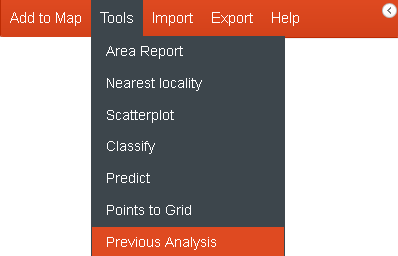 Add to Map Tools Import Export Help
Area Report
Nearest locality
Scatterplot
Classify
Predict
Points to Grid
Previous Analysis